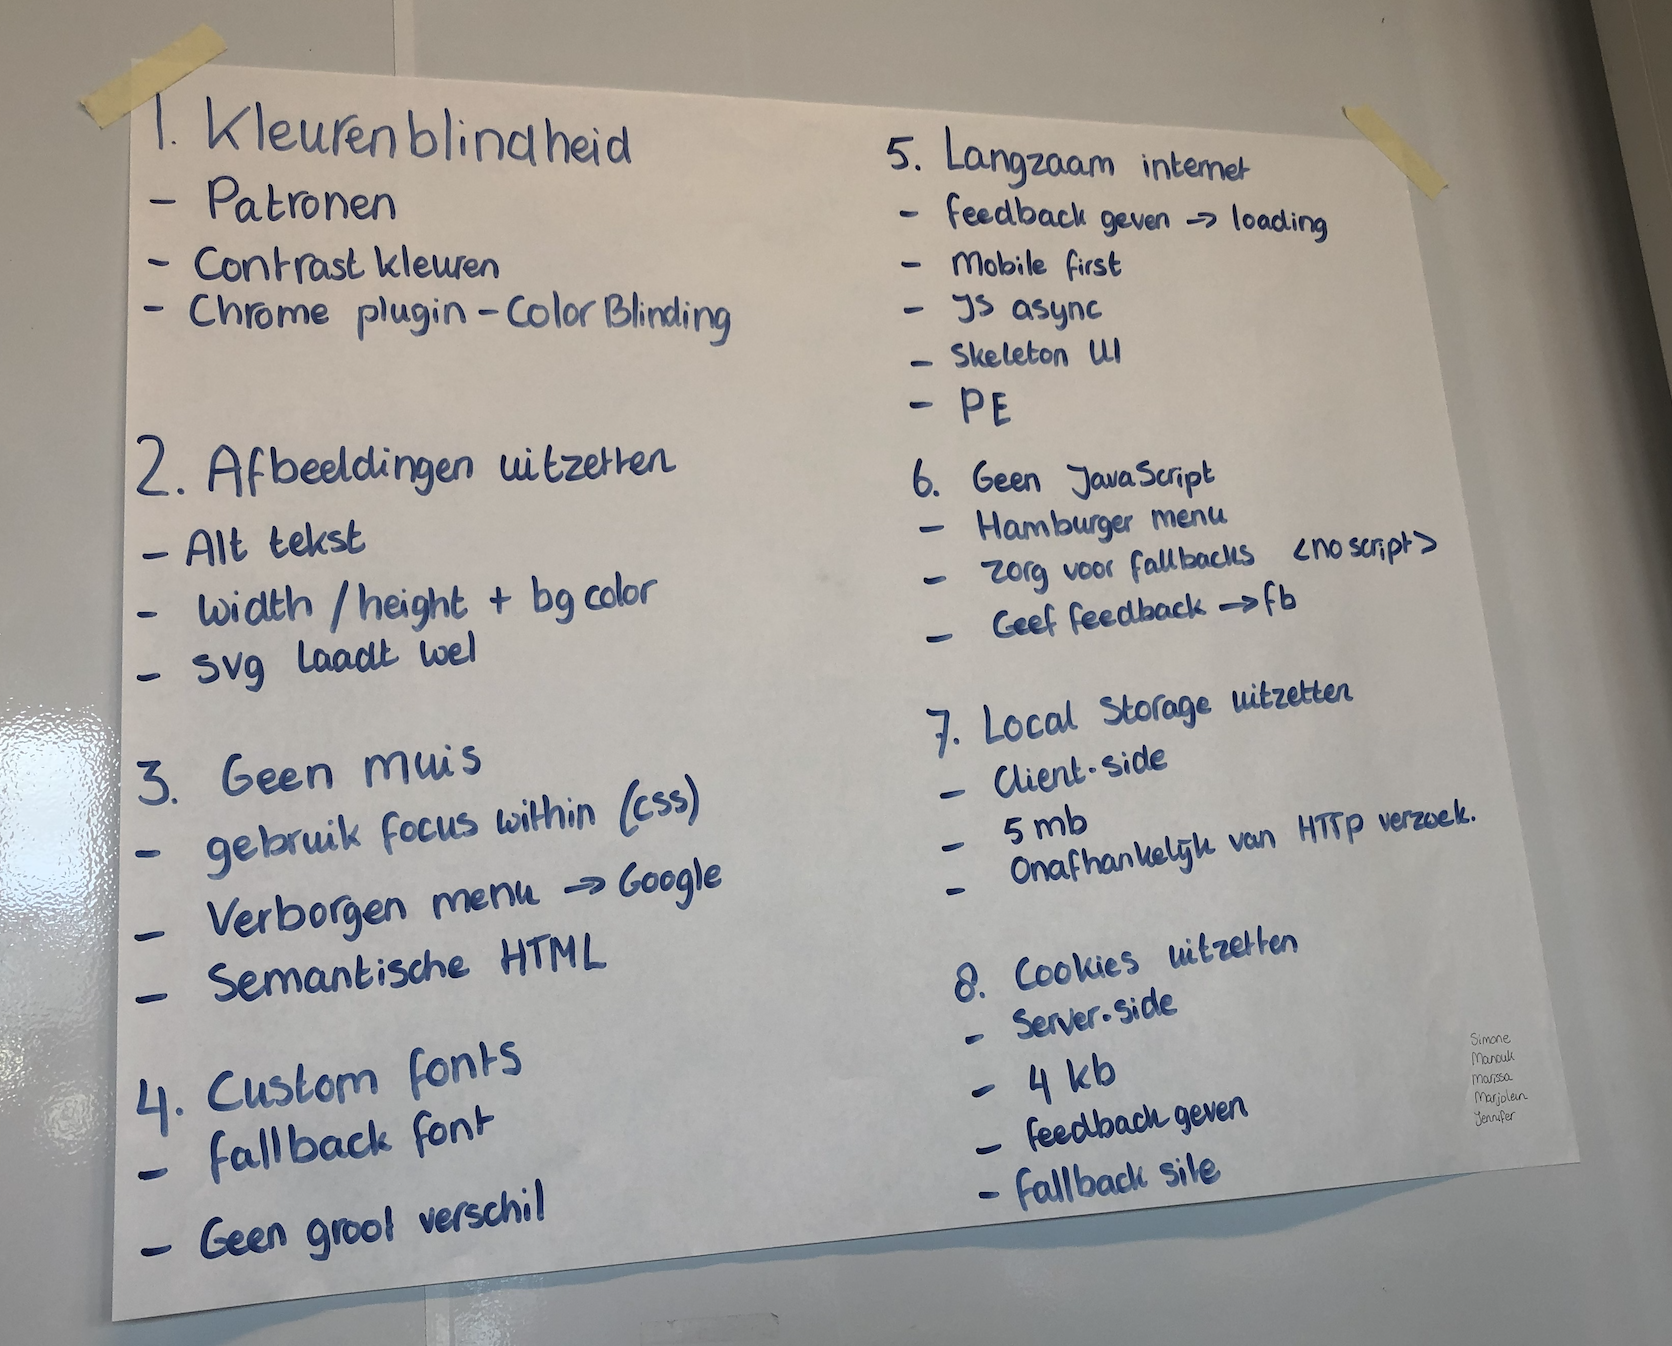 1. Kleurenblindheid
- Patronen
- Contrast kleuren
- Chrome plugin - Color Blinding
2. Afbeeldingen uitzetten
- Alt tekst
- width / height + bg color
- svg laadt wel
3. Geen muis
- gebruik focus within (css)
- Verborgen menu -> Google
- Semantische HTML
4. Custom fonts
- fallback font
- Geen groot verschil
5. Langzaam internet
- feedback geven -> loading
- Mobile first
- JS async
- Skeleton UI
- PE
6. Geen JavaScript
- Hamburger menu
- Zorg voor fallbacks <noscript>
- Geef feedback -> fb
7. Local Storage uitzetten
- Client-side
- 5 mb
- Onafhankelijk van HTTP verzoek.
8. Cookies uitzetten
- Server-side
- 4 kb
- feedback geven
- fallback site
Simone
Manouk
Marissa
Marjolein
Jennifer